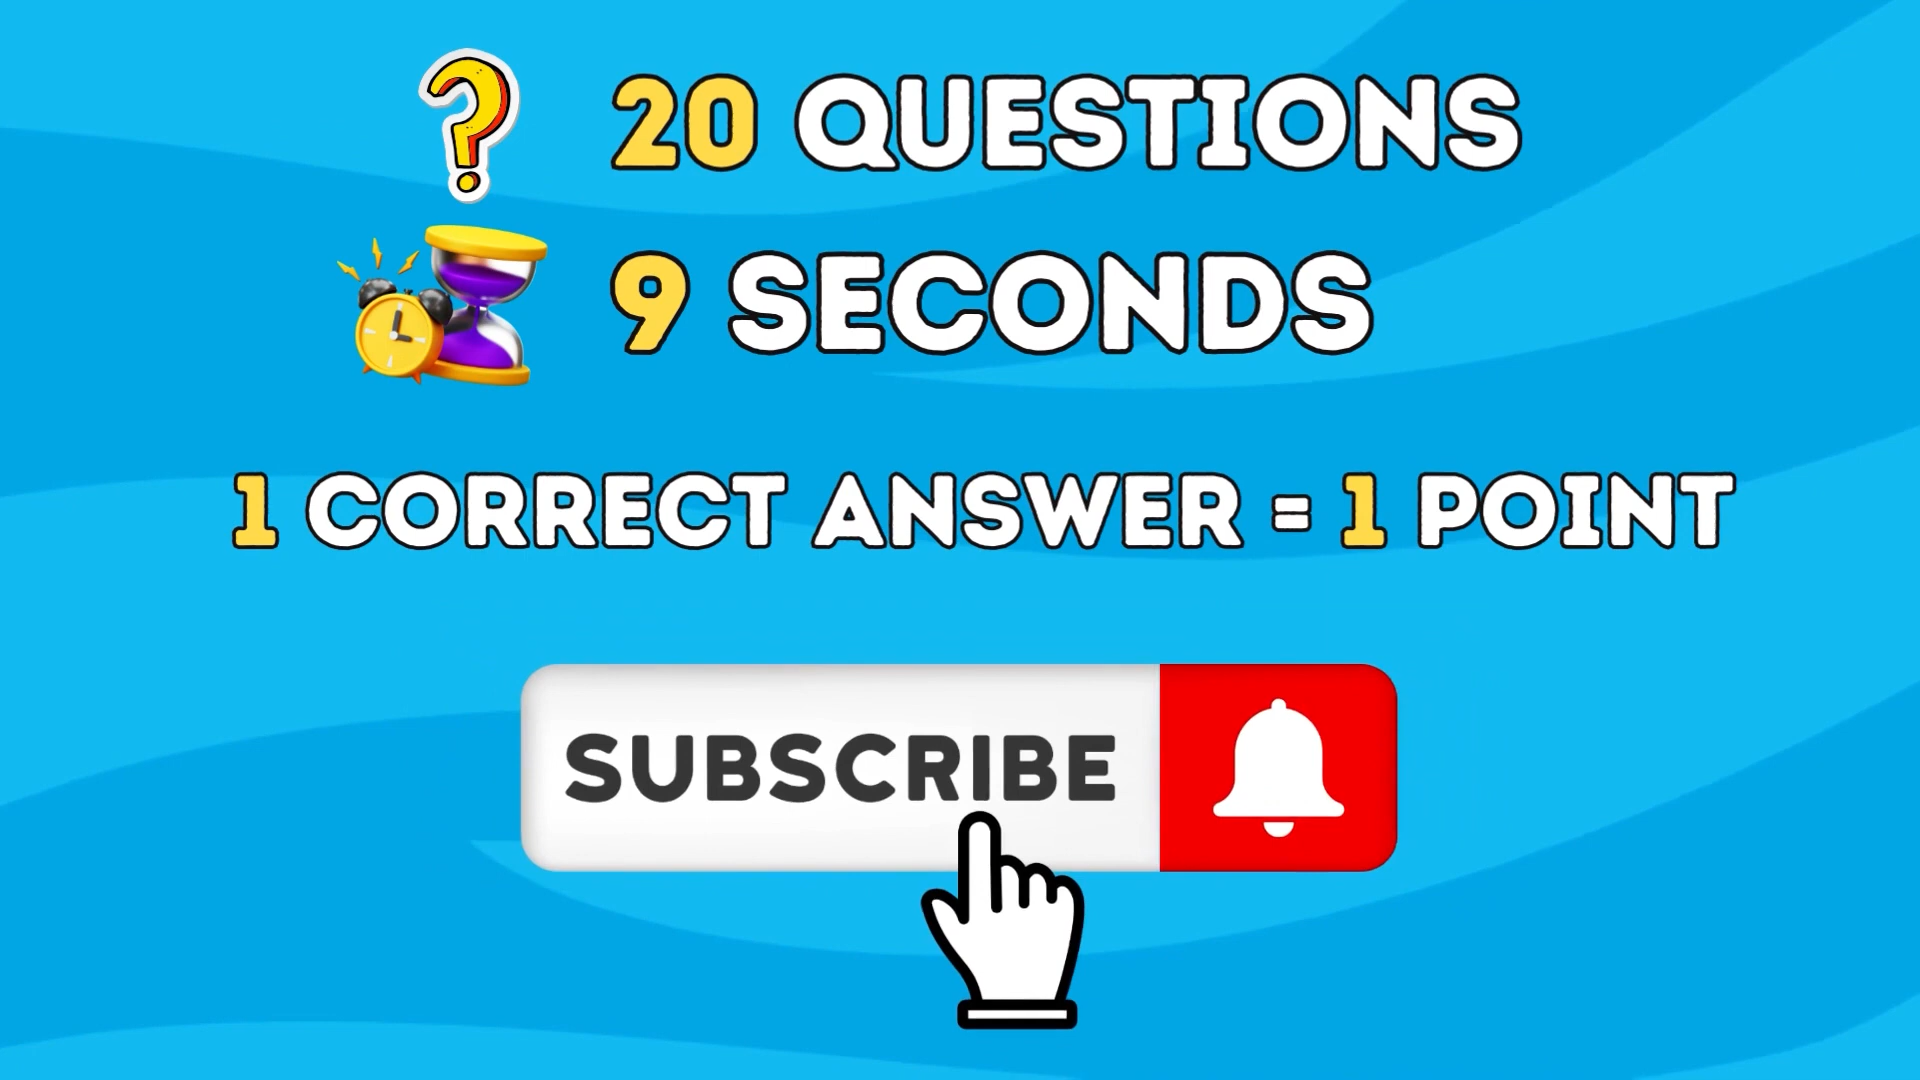 20 QUESTIONS
9 SECONDS
1 CORRECT ANSWER = 1 POINT
SUBSCRIBE